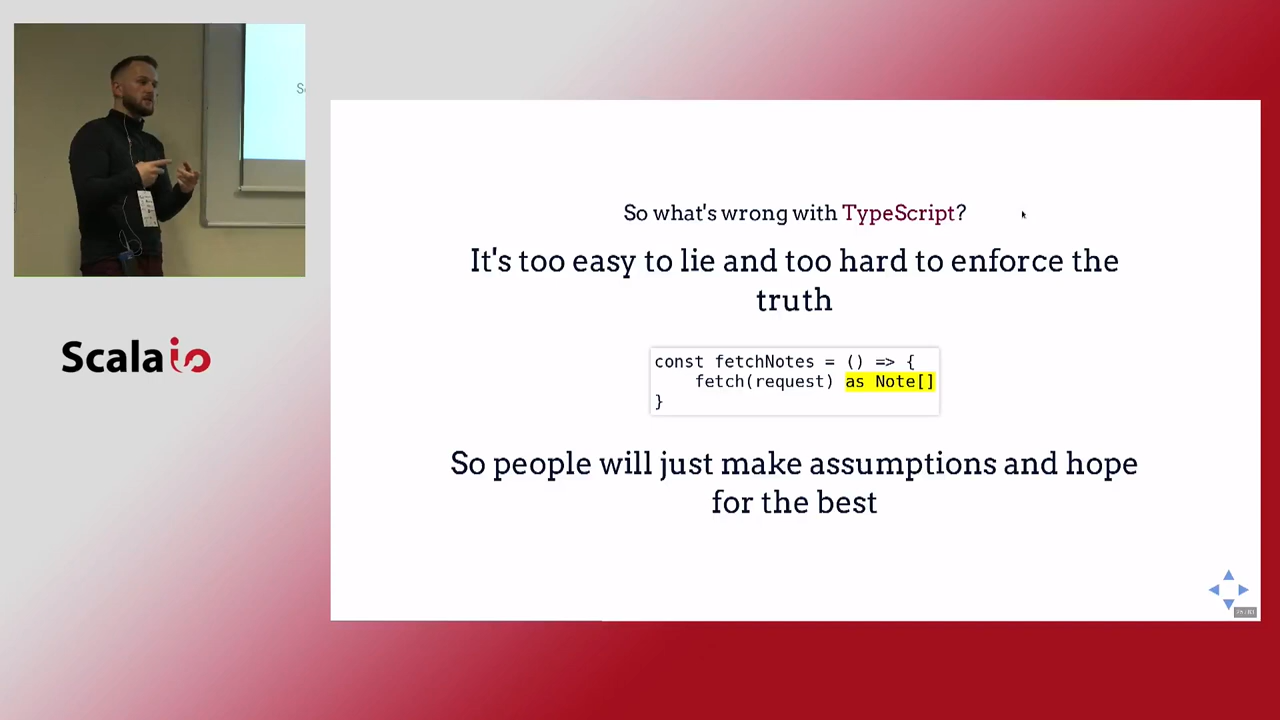 So what's wrong with TypeScript?
It's too easy to lie and too hard to enforce the
truth
const fetchNotes = () => {
    fetch(request) as Note[]
}
So people will just make assumptions and hope
for the best
Scala io